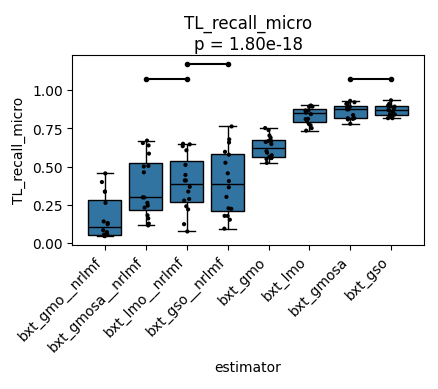 TL_recall_micro
p = 1.80e-18
TL_recall_micro
1.00
0.75
0.50
0.25
0.00
bxt_gmo__nrlmf
bxt_gmosa__nrlmf
bxt_lmo__nrlmf
bxt_gso__nrlmf
bxt_gmo
bxt_lmo
bxt_gmosa
bxt_gso
estimator